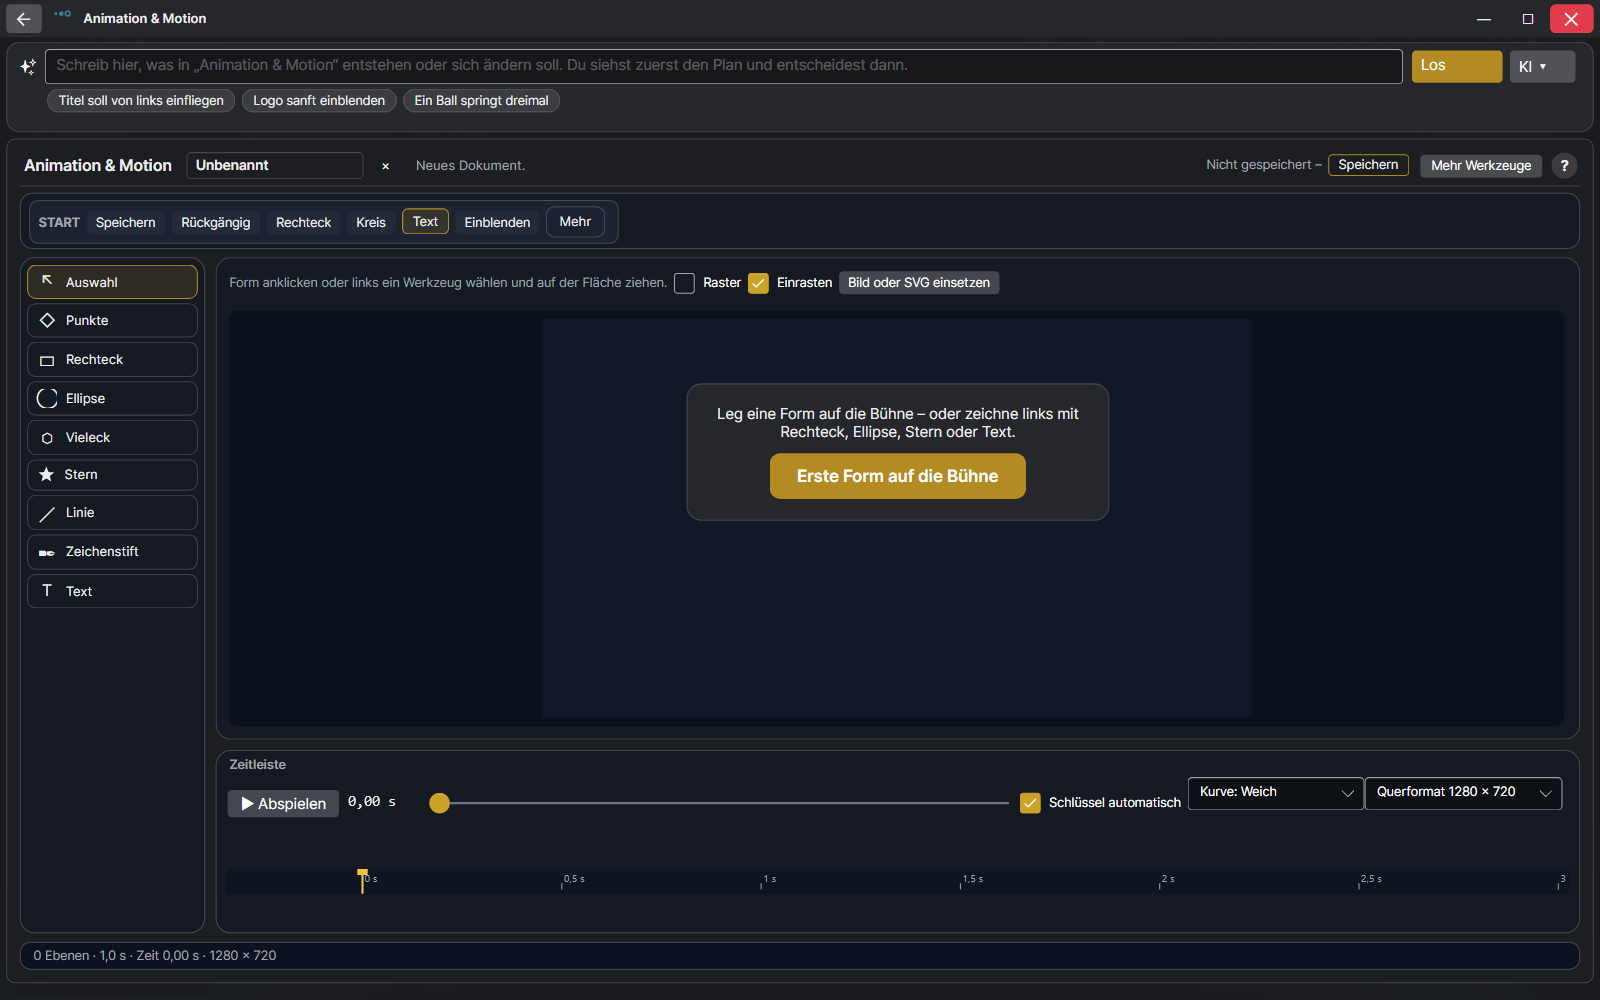 Animation & Motion
Schreib hier, was in „Animation & Motion“ entstehen oder sich ändern soll. Du siehst zuerst den Plan und entscheidest dann.
Los
KI
Titel soll von links einfliegen
Logo sanft einblenden
Ein Ball springt dreimal
Animation & Motion
Unbenannt
×
Neues Dokument.
Nicht gespeichert –
Speichern
Mehr Werkzeuge
?
START
Speichern
Rückgängig
Rechteck
Kreis
Text
Einblenden
Mehr
Auswahl
Punkte
Rechteck
Ellipse
Vieleck
Stern
Linie
Zeichenstift
T Text
Form anklicken oder links ein Werkzeug wählen und auf der Fläche ziehen.
Raster
Einrasten
Bild oder SVG einsetzen
Leg eine Form auf die Bühne – oder zeichne links mit
Rechteck, Ellipse, Stern oder Text.
Erste Form auf die Bühne
Zeitleiste
Abspielen
0,00 s
Schlüssel automatisch
Kurve: Weich
Querformat 1280 × 720
0 s
0,5 s
1 s
1,5 s
2 s
2,5 s
3
0 Ebenen · 1,0 s · Zeit 0,00 s · 1280 × 720